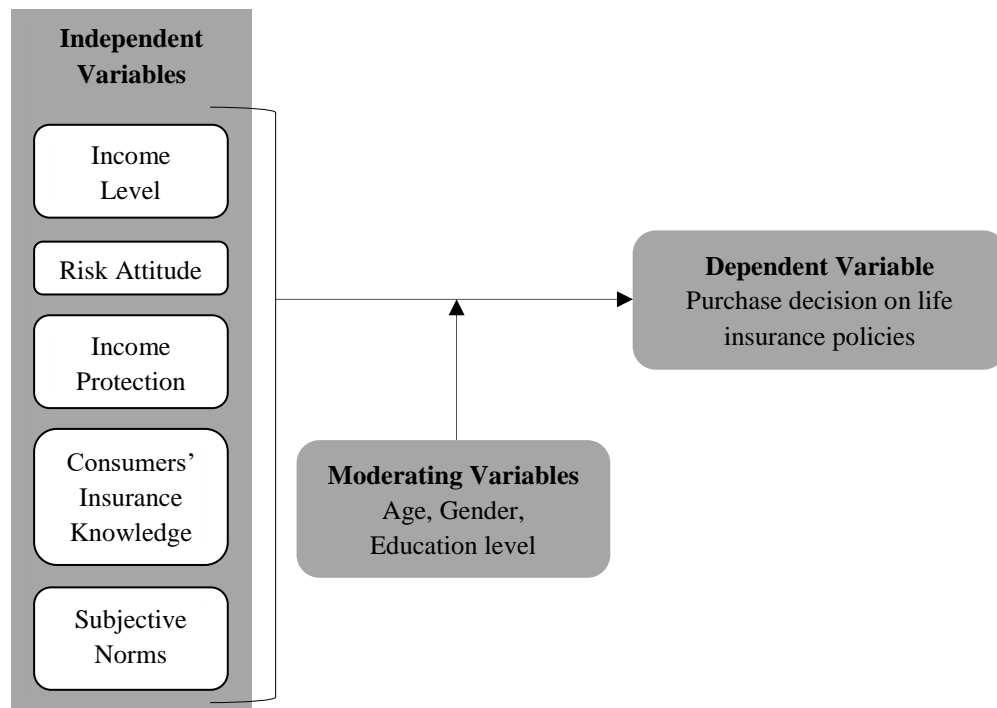 Independent
Variables
Income
Level
Risk Attitude
Income
Protection
Consumers’
Insurance
Knowledge
Subjective
Norms
Moderating Variables
Age, Gender,
Education level
Dependent Variable
Purchase decision on life
insurance policies